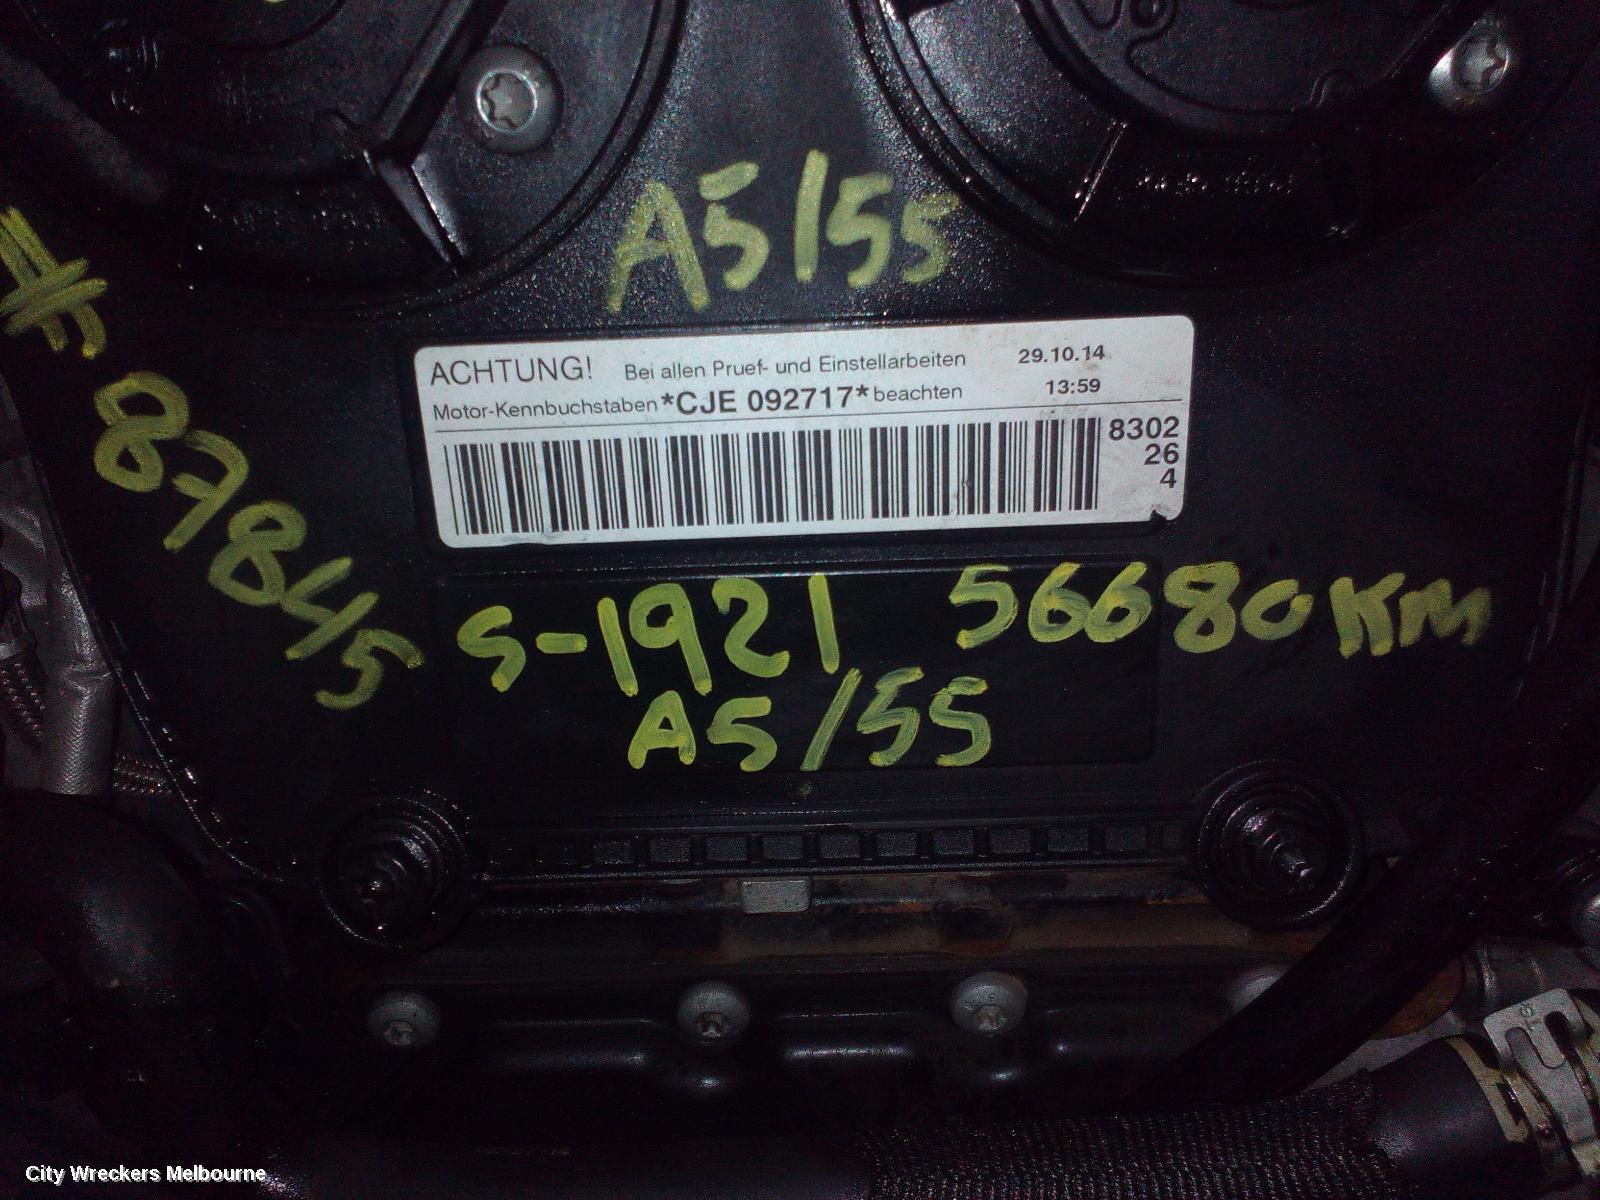 A5/55
# 87845
ACHTUNG! Bei allen Pruef- und Einstellarbeiten 29.10.14
Motor-Kennbuchstaben *CJE 092717* beachten 13:59
8302
26
4
S-1921 56680KM
A5/55
City Wreckers Melbourne